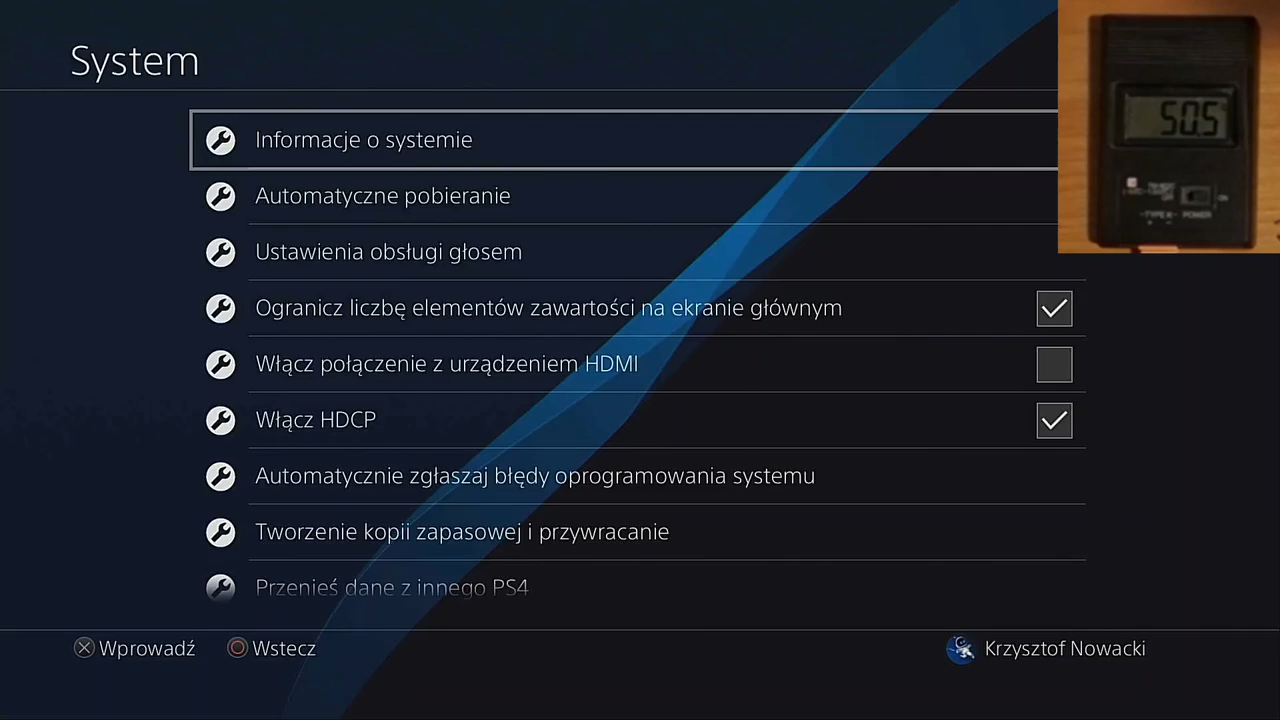 System
Informacje o systemie
Automatyczne pobieranie
Ustawienia obsługi głosem
Ogranicz liczbę elementów zawartości na ekranie głównym
Włącz połączenie z urządzeniem HDMI
Włącz HDCP
Automatycznie zgłaszaj błędy oprogramowania systemu
Tworzenie kopii zapasowej i przywracanie
Przenieś dane z innego PS4
Wprowadź
Wstecz
Krzysztof Nowacki
50.5
ON
POWER